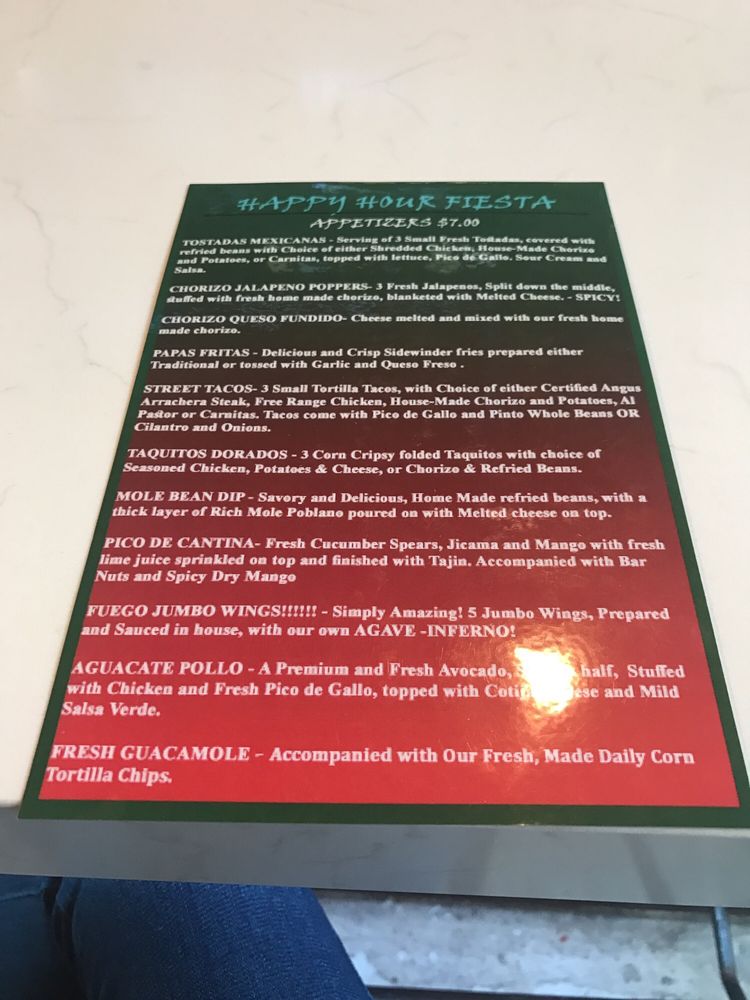 HAPPY HOUR FIESTA
APPETIZERS $7.00
TOSTADAS MEXICANAS - Serving of 3 Small Fresh Tostadas, covered with
refried beans with Choice of either Shredded Chicken, House-Made Chorizo
and Potatoes, or Carnitas, topped with lettuce, Pico de Gallo. Sour Cream and
Salsa.
CHORIZO JALAPENO POPPERS- 3 Fresh Jalapenos, Split down the middle,
stuffed with fresh home made chorizo, blanketed with Melted Cheese. - SPICY!
CHORIZO QUESO FUNDIDO- Cheese melted and mixed with our fresh home
made chorizo.
PAPAS FRITAS - Delicious and Crisp Sidewinder fries prepared either
Traditional or tossed with Garlic and Queso Freso .
STREET TACOS- 3 Small Tortilla Tacos, with Choice of either Certified Angus
Arrachera Steak, Free Range Chicken, House-Made Chorizo and Potatoes, Al
Pastor or Carnitas. Tacos come with Pico de Gallo and Pinto Whole Beans OR
Cilantro and Onions.
TAQUITOS DORADOS - 3 Corn Cripsy folded Taquitos with choice of
Seasoned Chicken, Potatoes & Cheese, or Chorizo & Refried Beans.
MOLE BEAN DIP - Savory and Delicious, Home Made refried beans, with a
thick layer of Rich Mole Poblano poured on with Melted cheese on top.
PICO DE CANTINA- Fresh Cucumber Spears, Jicama and Mango with fresh
lime juice sprinkled on top and finished with Tajin. Accompanied with Bar
Nuts and Spicy Dry Mango
FUEGO JUMBO WINGS!!!!!! - Simply Amazing! 5 Jumbo Wings, Prepared
and Sauced in house, with our own AGAVE -INFERNO!
AGUACATE POLLO - A Premium and Fresh Avocado, half, Stuffed
with Chicken and Fresh Pico de Gallo, topped with and Mild
Salsa Verde.
FRESH GUACAMOLE - Accompanied with Our Fresh, Made Daily Corn
Tortilla Chips.